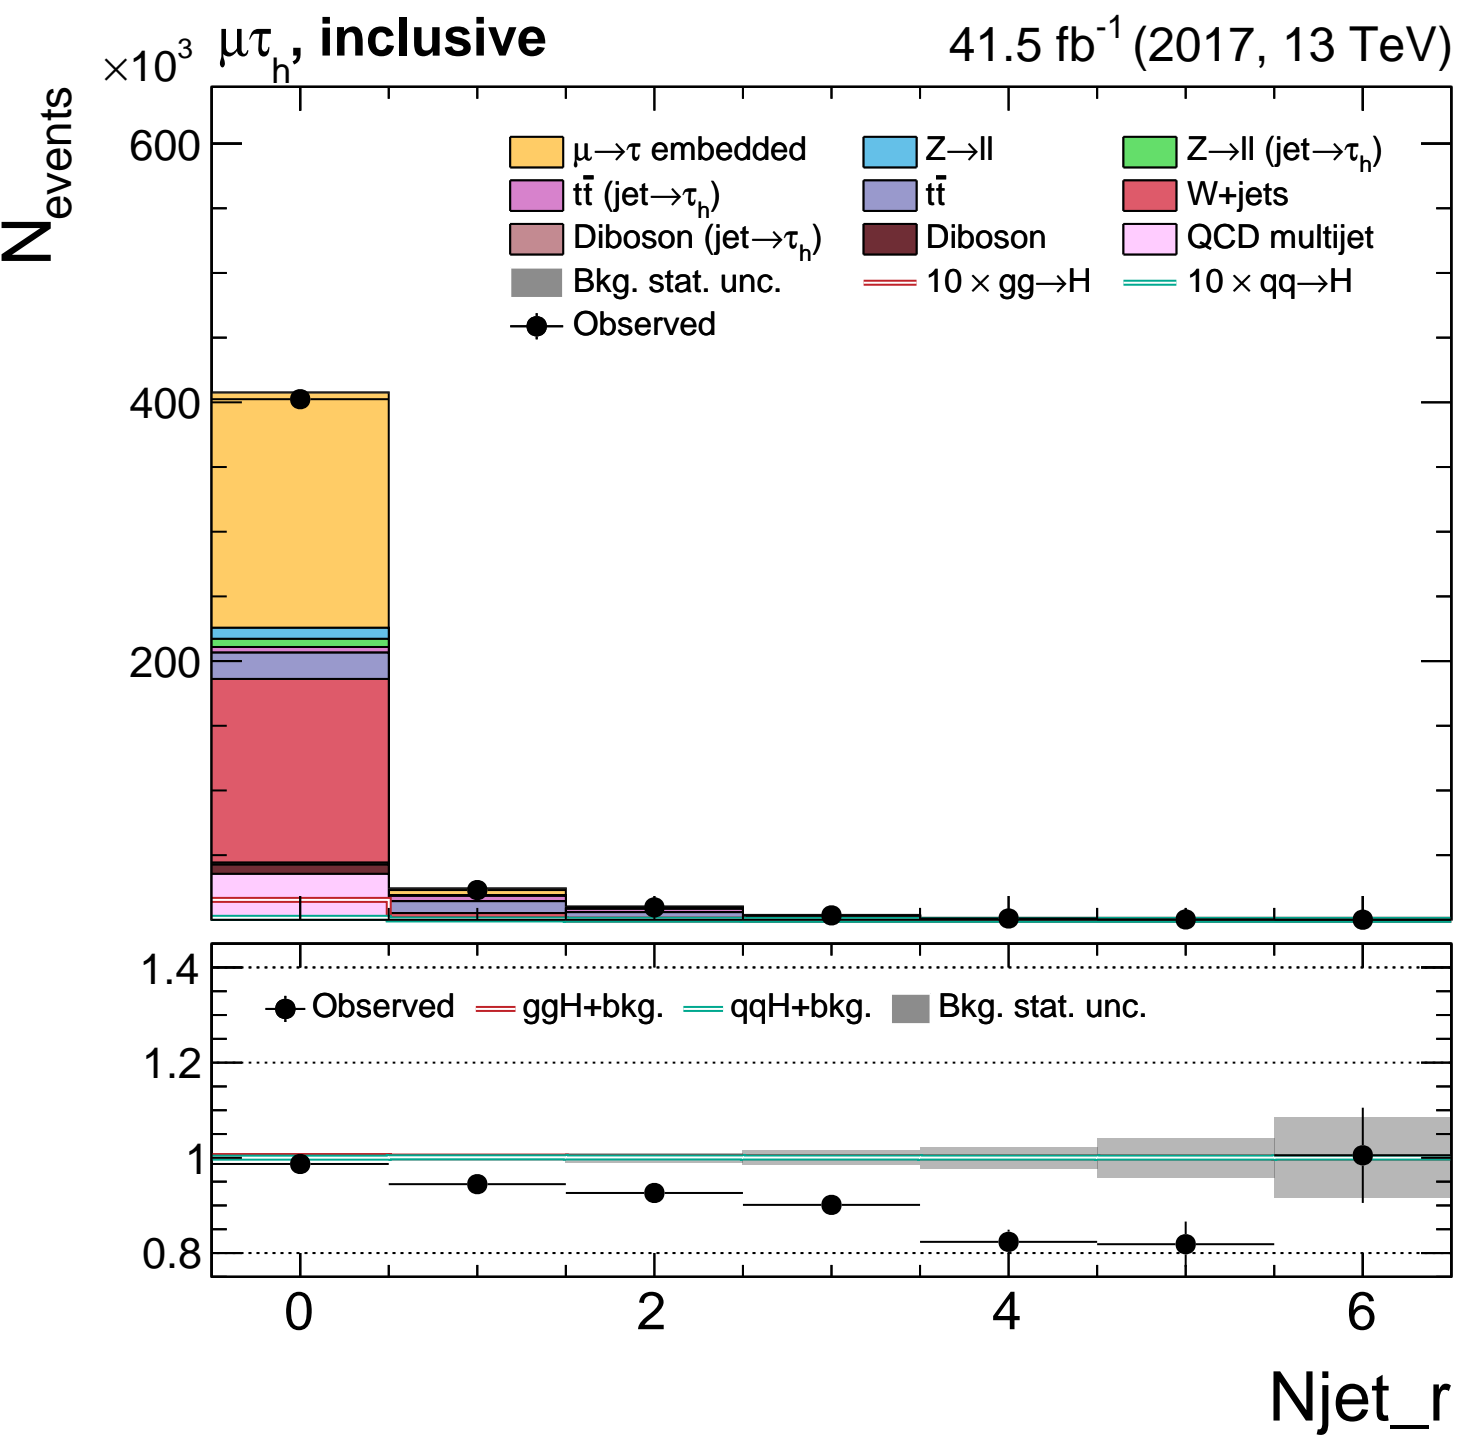 ×10³ μτₕ, inclusive 41.5 fb⁻¹ (2017, 13 TeV)
N_events
600
400
200
μ→τ embedded Z→ll Z→ll (jet→τₕ)
tt̄ (jet→τₕ) tt̄ W+jets
Diboson (jet→τₕ) Diboson QCD multijet
Bkg. stat. unc. 10 × gg→H 10 × qq→H
Observed
1.4
1.2
1
0.8
Observed ggH+bkg. qqH+bkg. Bkg. stat. unc.
0 2 4 6
Njet_r